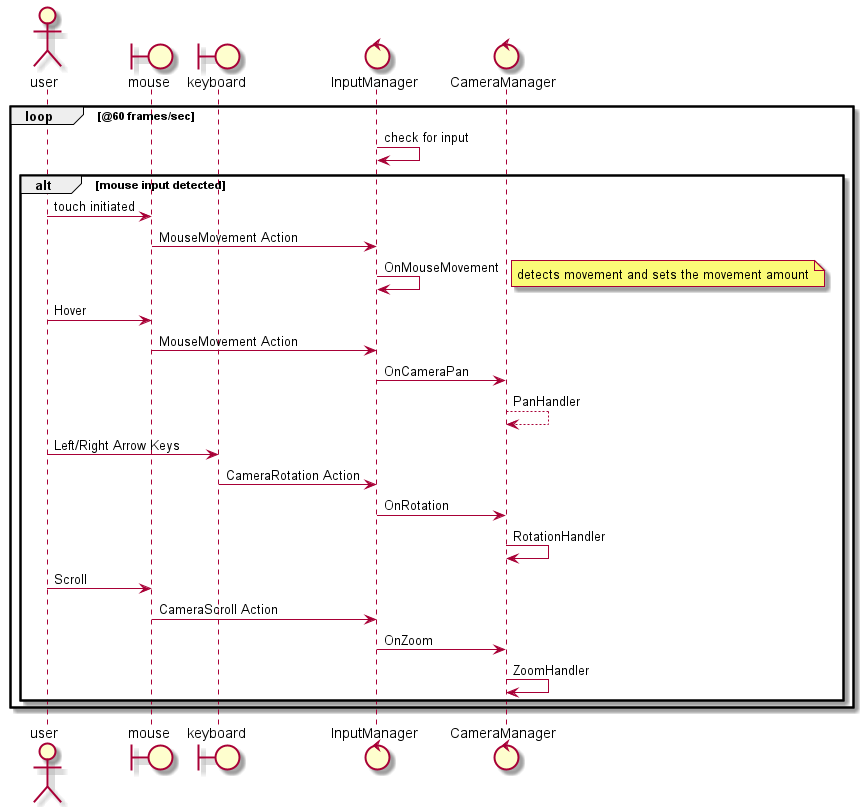 user
mouse
keyboard
InputManager
CameraManager
loop
[@60 frames/sec]
check for input
alt
[mouse input detected]
touch initiated
MouseMovement Action
OnMouseMovement
detects movement and sets the movement amount
Hover
MouseMovement Action
OnCameraPan
PanHandler
Left/Right Arrow Keys
CameraRotation Action
OnRotation
RotationHandler
Scroll
CameraScroll Action
OnZoom
ZoomHandler
user
mouse
keyboard
InputManager
CameraManager